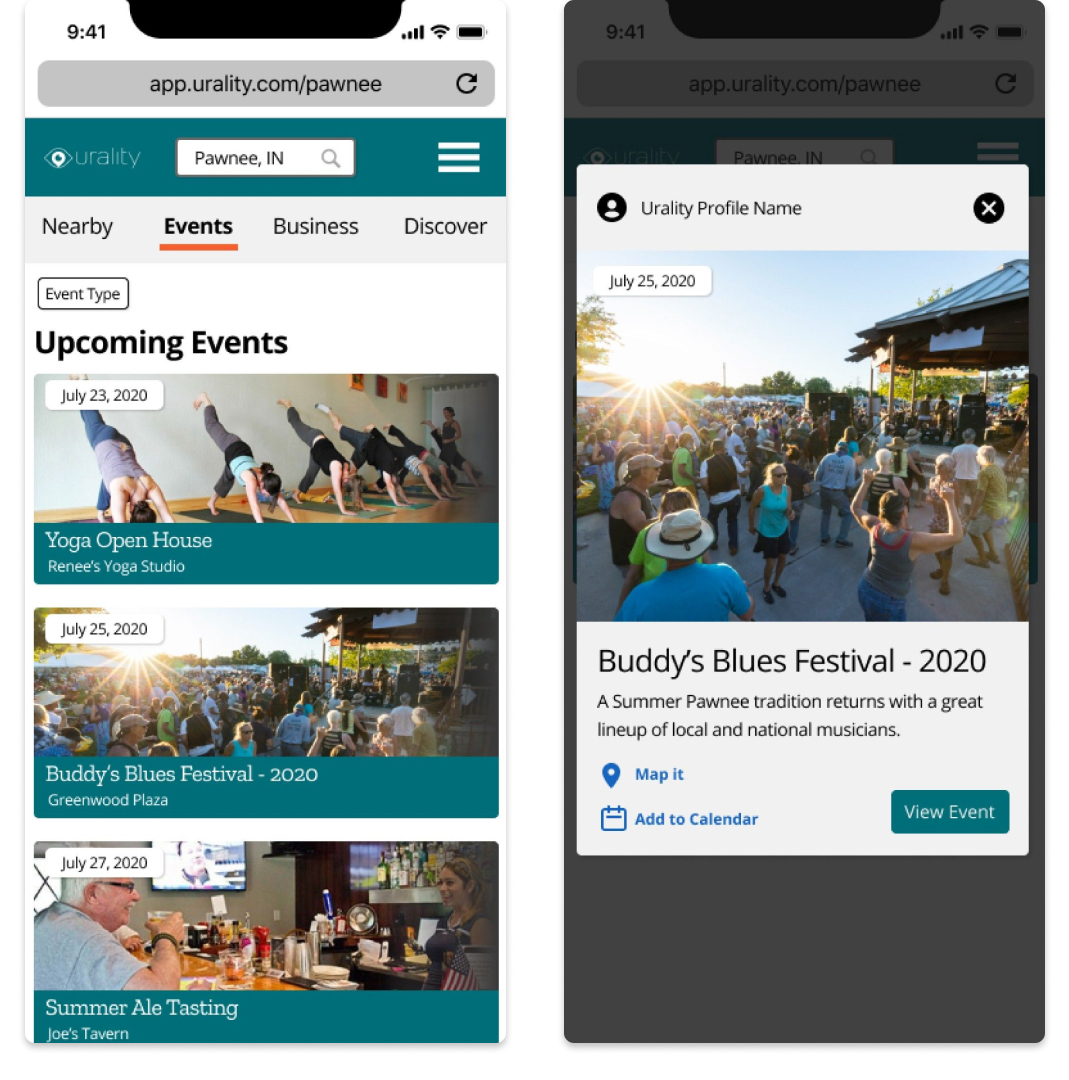 9:41
app.urality.com/pawnee
urality
Pawnee, IN
Nearby
Events
Business
Discover
Event Type
Upcoming Events
July 23, 2020
Yoga Open House
Renee's Yoga Studio
July 25, 2020
Buddy's Blues Festival - 2020
Greenwood Plaza
July 27, 2020
Summer Ale Tasting
Joe's Tavern
9:41
app.urality.com/pawnee
urality
Pawnee, IN
Urality Profile Name
July 25, 2020
Buddy's Blues Festival - 2020
A Summer Pawnee tradition returns with a great
lineup of local and national musicians.
Map it
Add to Calendar
View Event